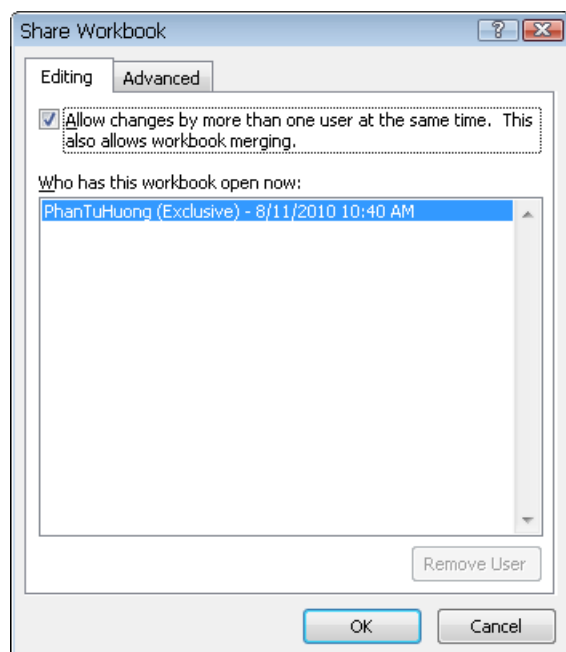 Share Workbook
Editing
Advanced
Allow changes by more than one user at the same time. This
also allows workbook merging.
Who has this workbook open now:
PhanTuHuong (Exclusive) - 8/11/2010 10:40 AM
Remove User
OK
Cancel